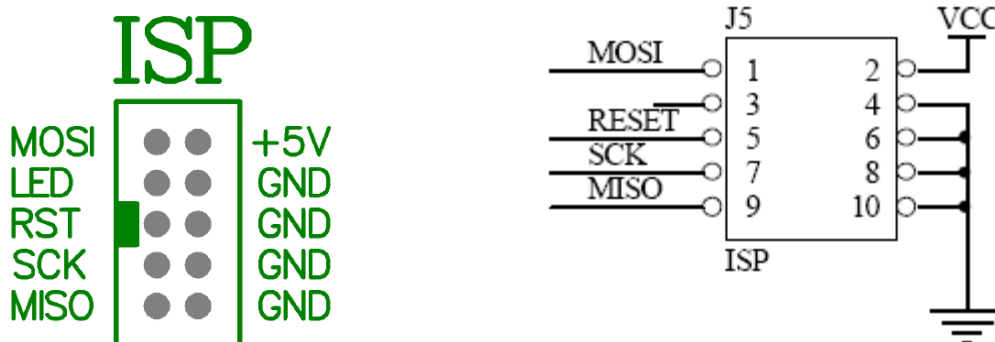 ISP
MOSI +5V
LED GND
RST GND
SCK GND
MISO GND
J5 VCC
MOSI 1 2
3 4
RESET 5 6
SCK 7 8
MISO 9 10
ISP